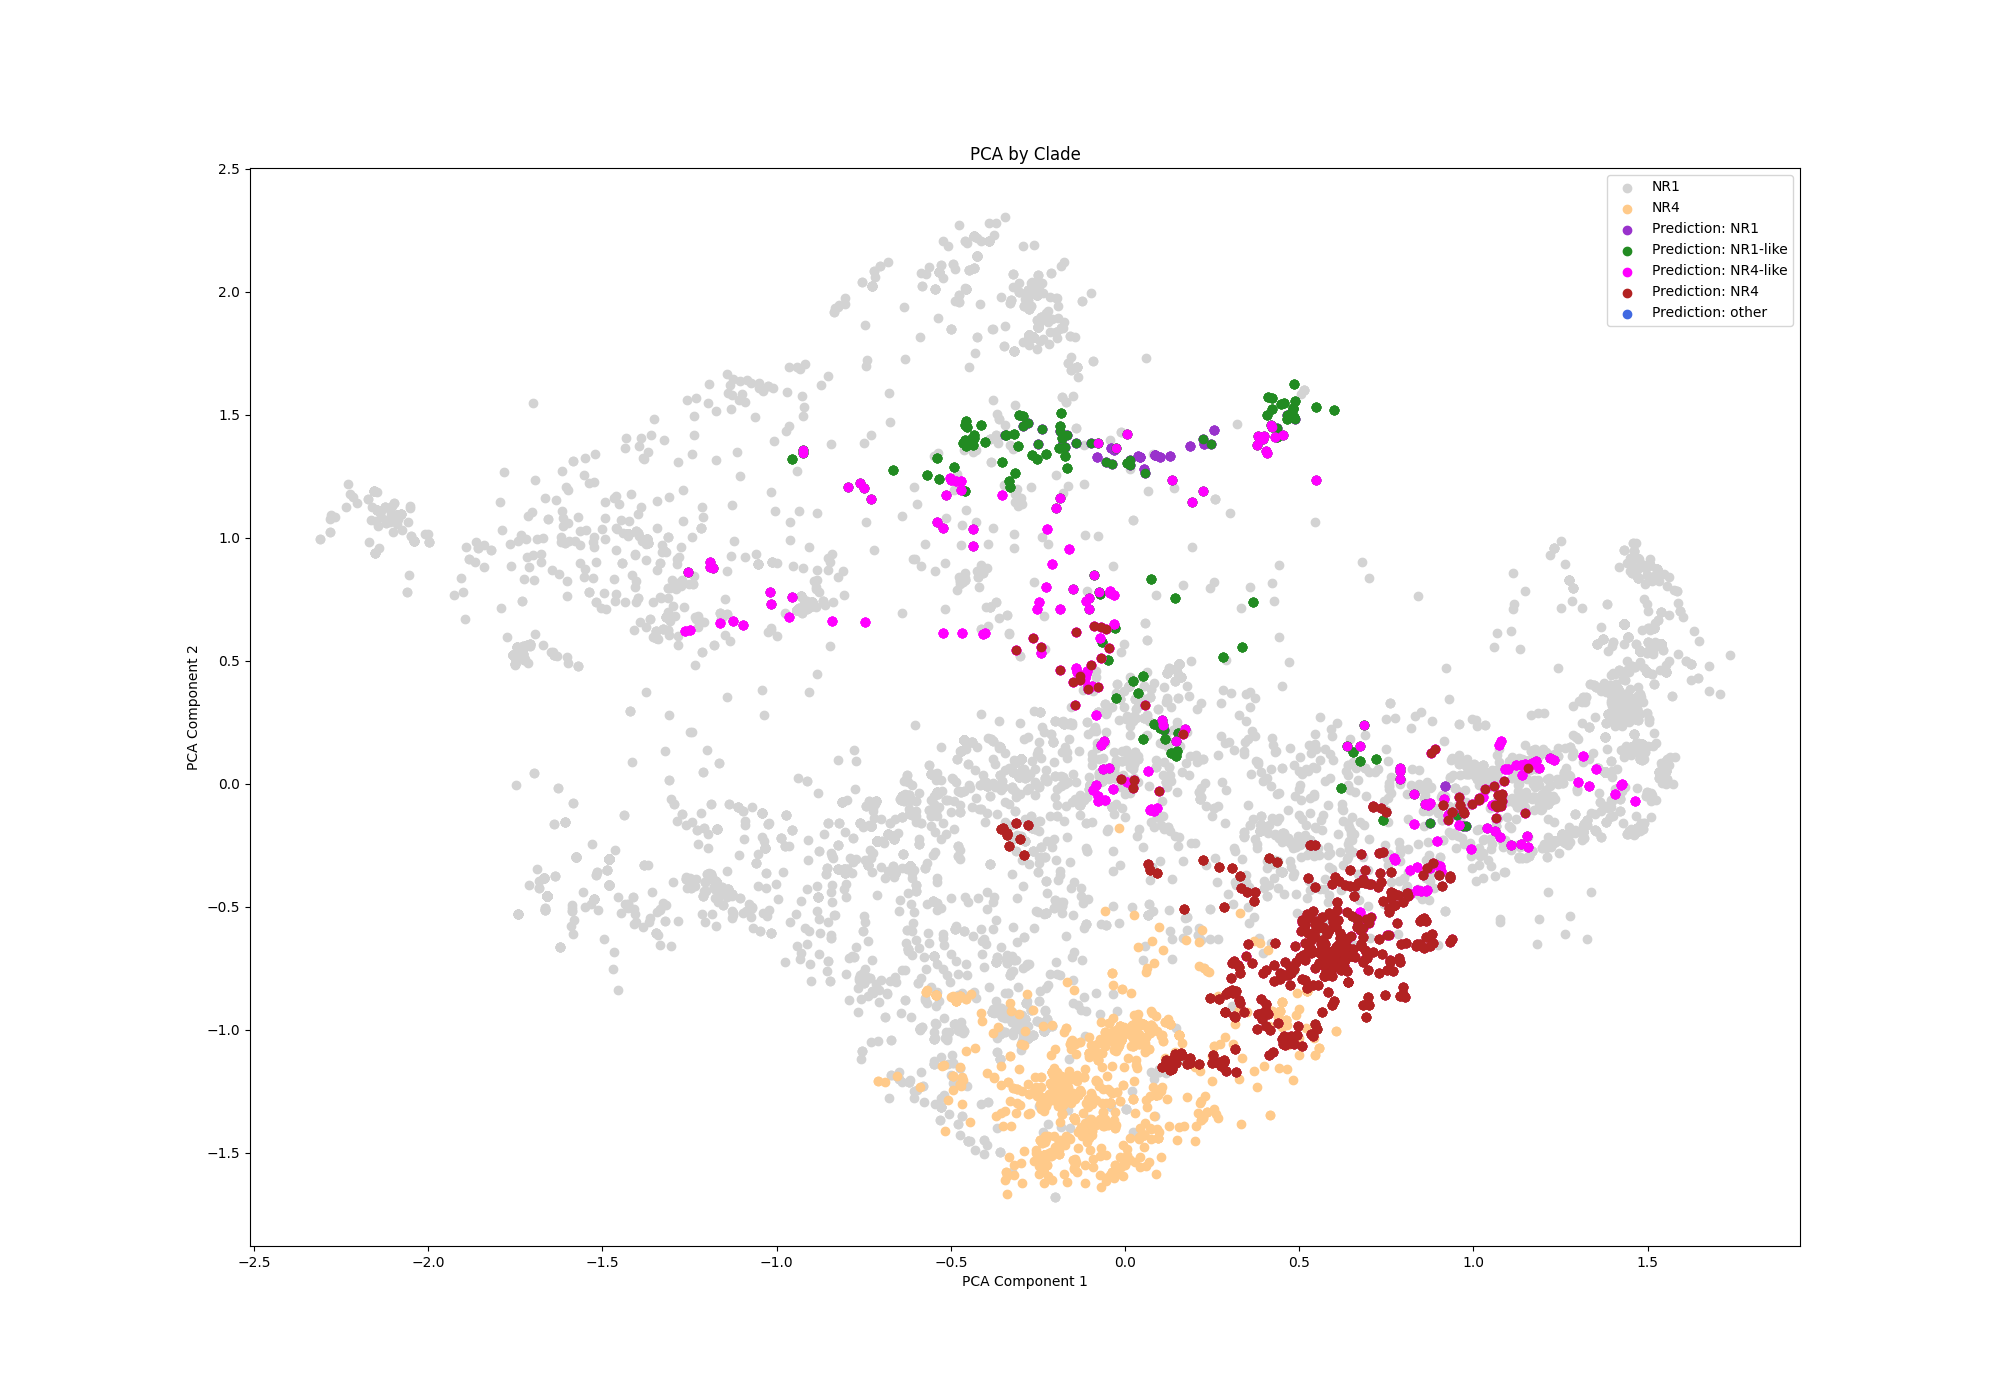 PCA by Clade
NR1
NR4
Prediction: NR1
Prediction: NR1-like
Prediction: NR4-like
Prediction: NR4
Prediction: other
2.5
2.0
1.5
1.0
0.5
0.0
−0.5
−1.0
−1.5
PCA Component 2
−2.5 −2.0 −1.5 −1.0 −0.5 0.0 0.5 1.0 1.5
PCA Component 1